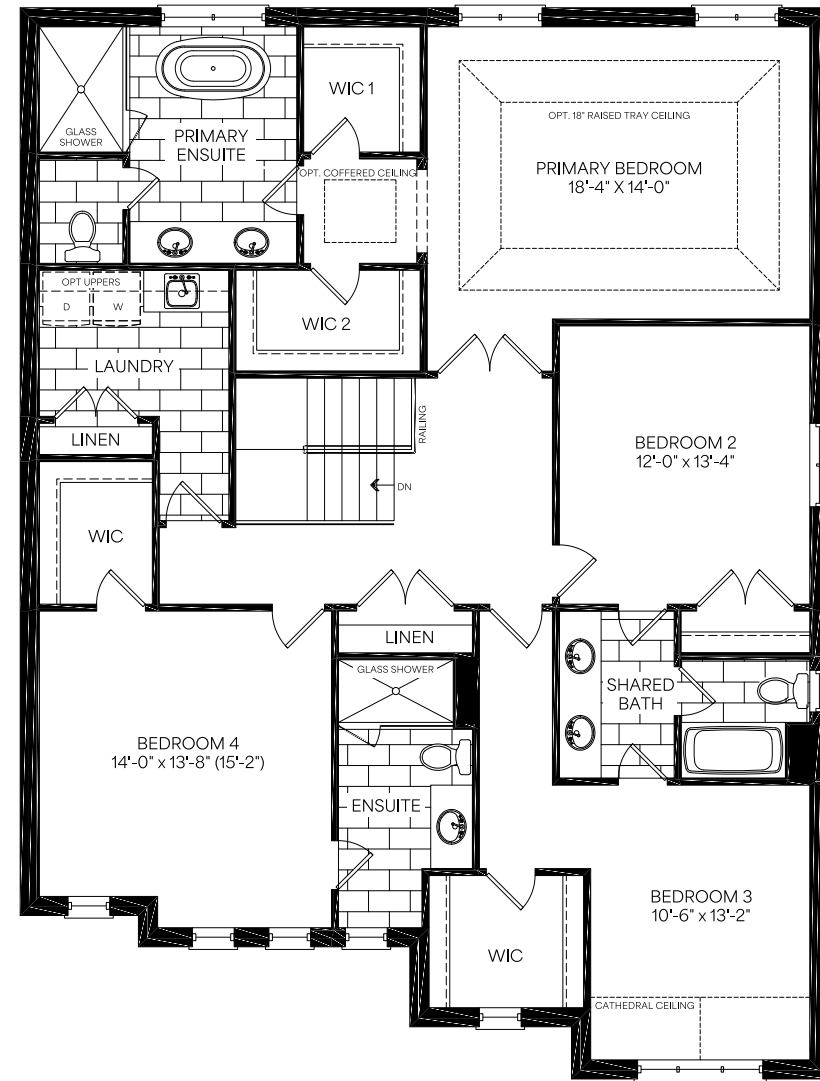 GLASS
SHOWER
PRIMARY
ENSUITE
WIC 1
OPT. COFFERED CEILING
OPT. 18" RAISED TRAY CEILING
PRIMARY BEDROOM
18'-4" X 14'-0"
OPT UPPERS
D
W
WIC 2
LAUNDRY
LINEN
RAILING
DN
BEDROOM 2
12'-0" x 13'-4"
WIC
LINEN
GLASS SHOWER
SHARED
BATH
BEDROOM 4
14'-0" x 13'-8" (15'-2")
ENSUITE
BEDROOM 3
10'-6" x 13'-2"
WIC
CATHEDRAL CEILING